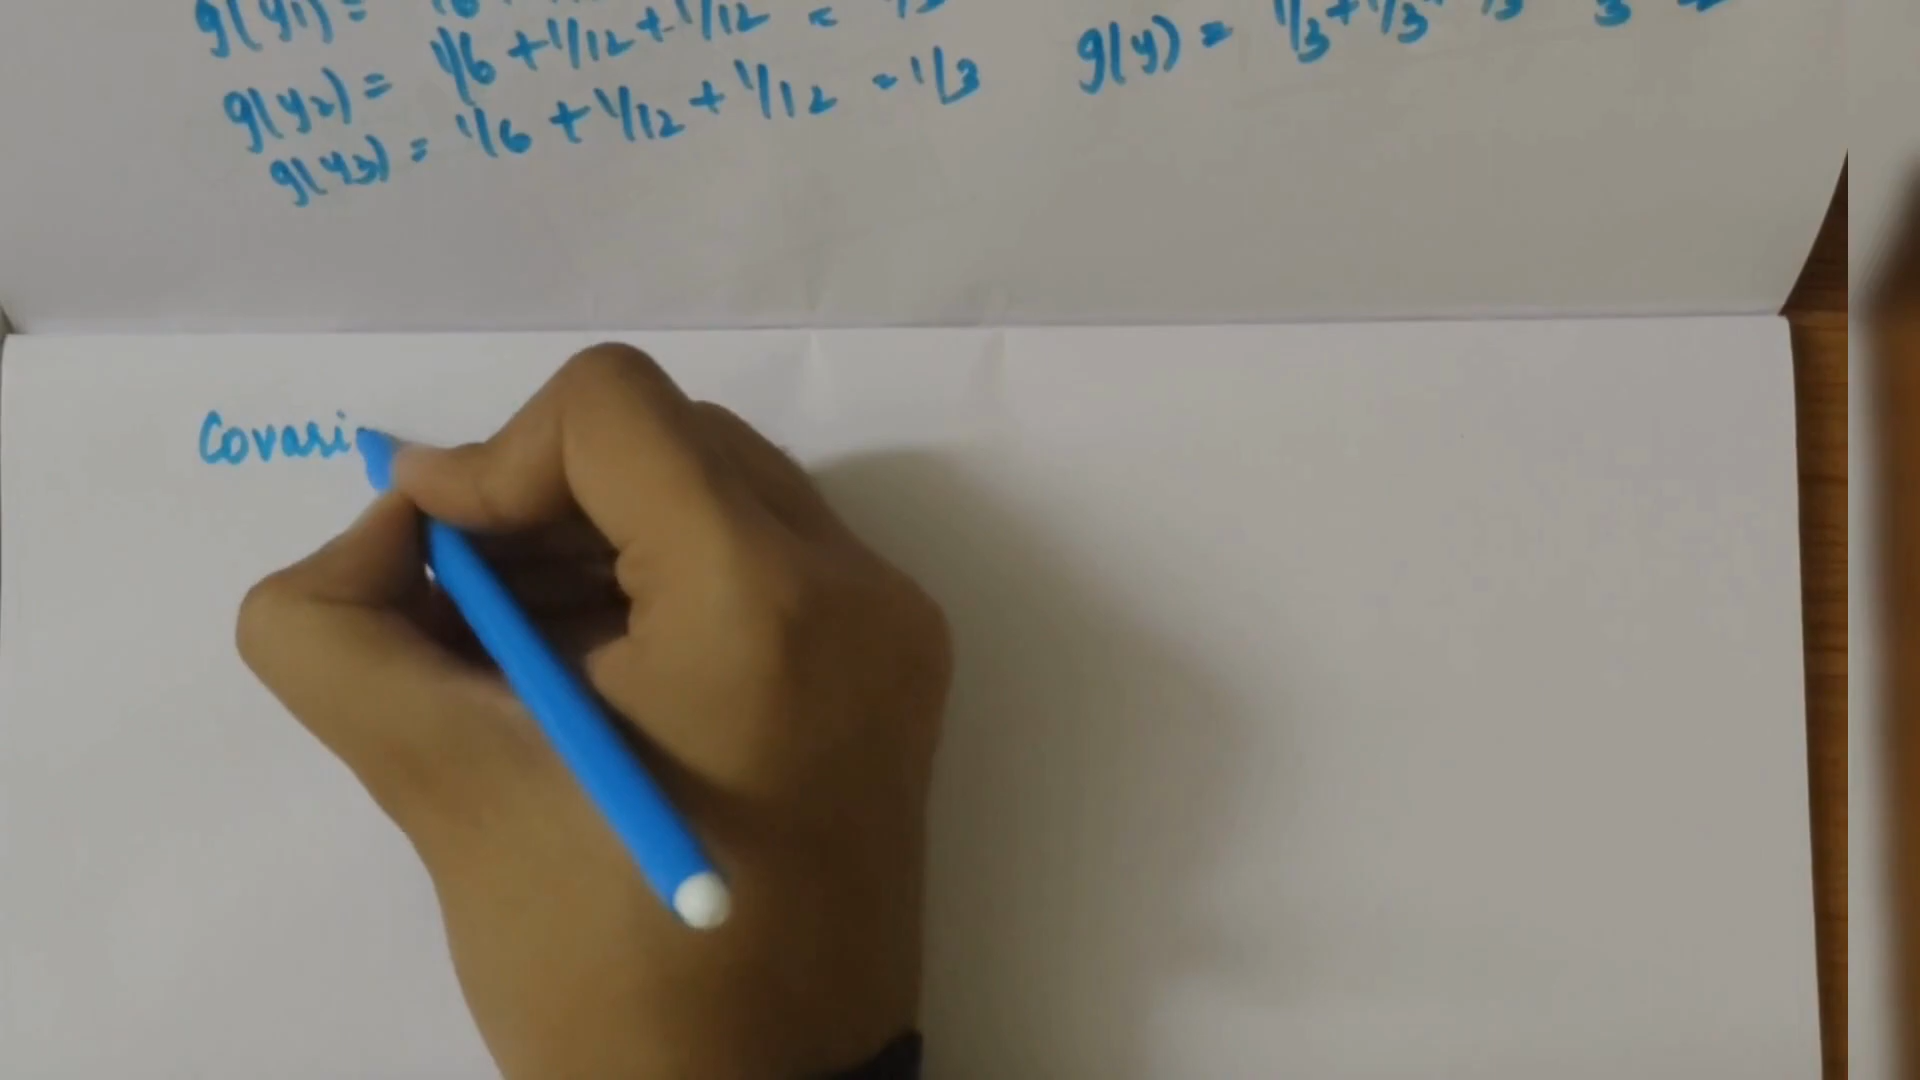 g(y1) =
g(y2) = 1/6 + 1/12 + 1/12 =
g(y3) = 1/6 + 1/12 + 1/12 = 1/3
g(y) = 1/3 + 1/3 +
Covari